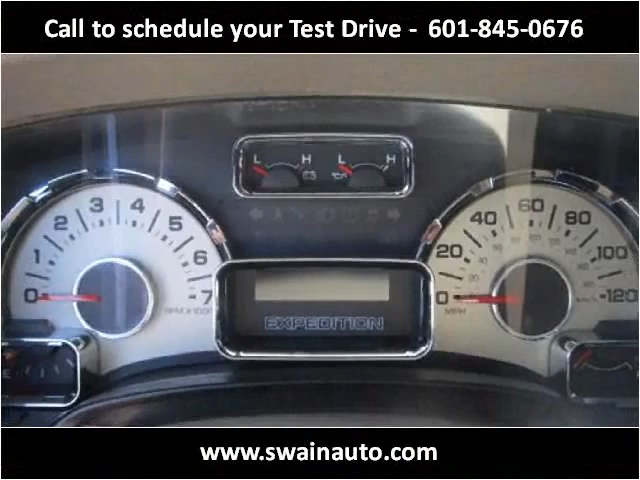 Call to schedule your Test Drive - 601-845-0676
L H L H
0 1 2 3 4 5 6 7
RPM X 1000
EXPEDITION
0 20 40 60 80 100 120
MPH
E
www.swainauto.com